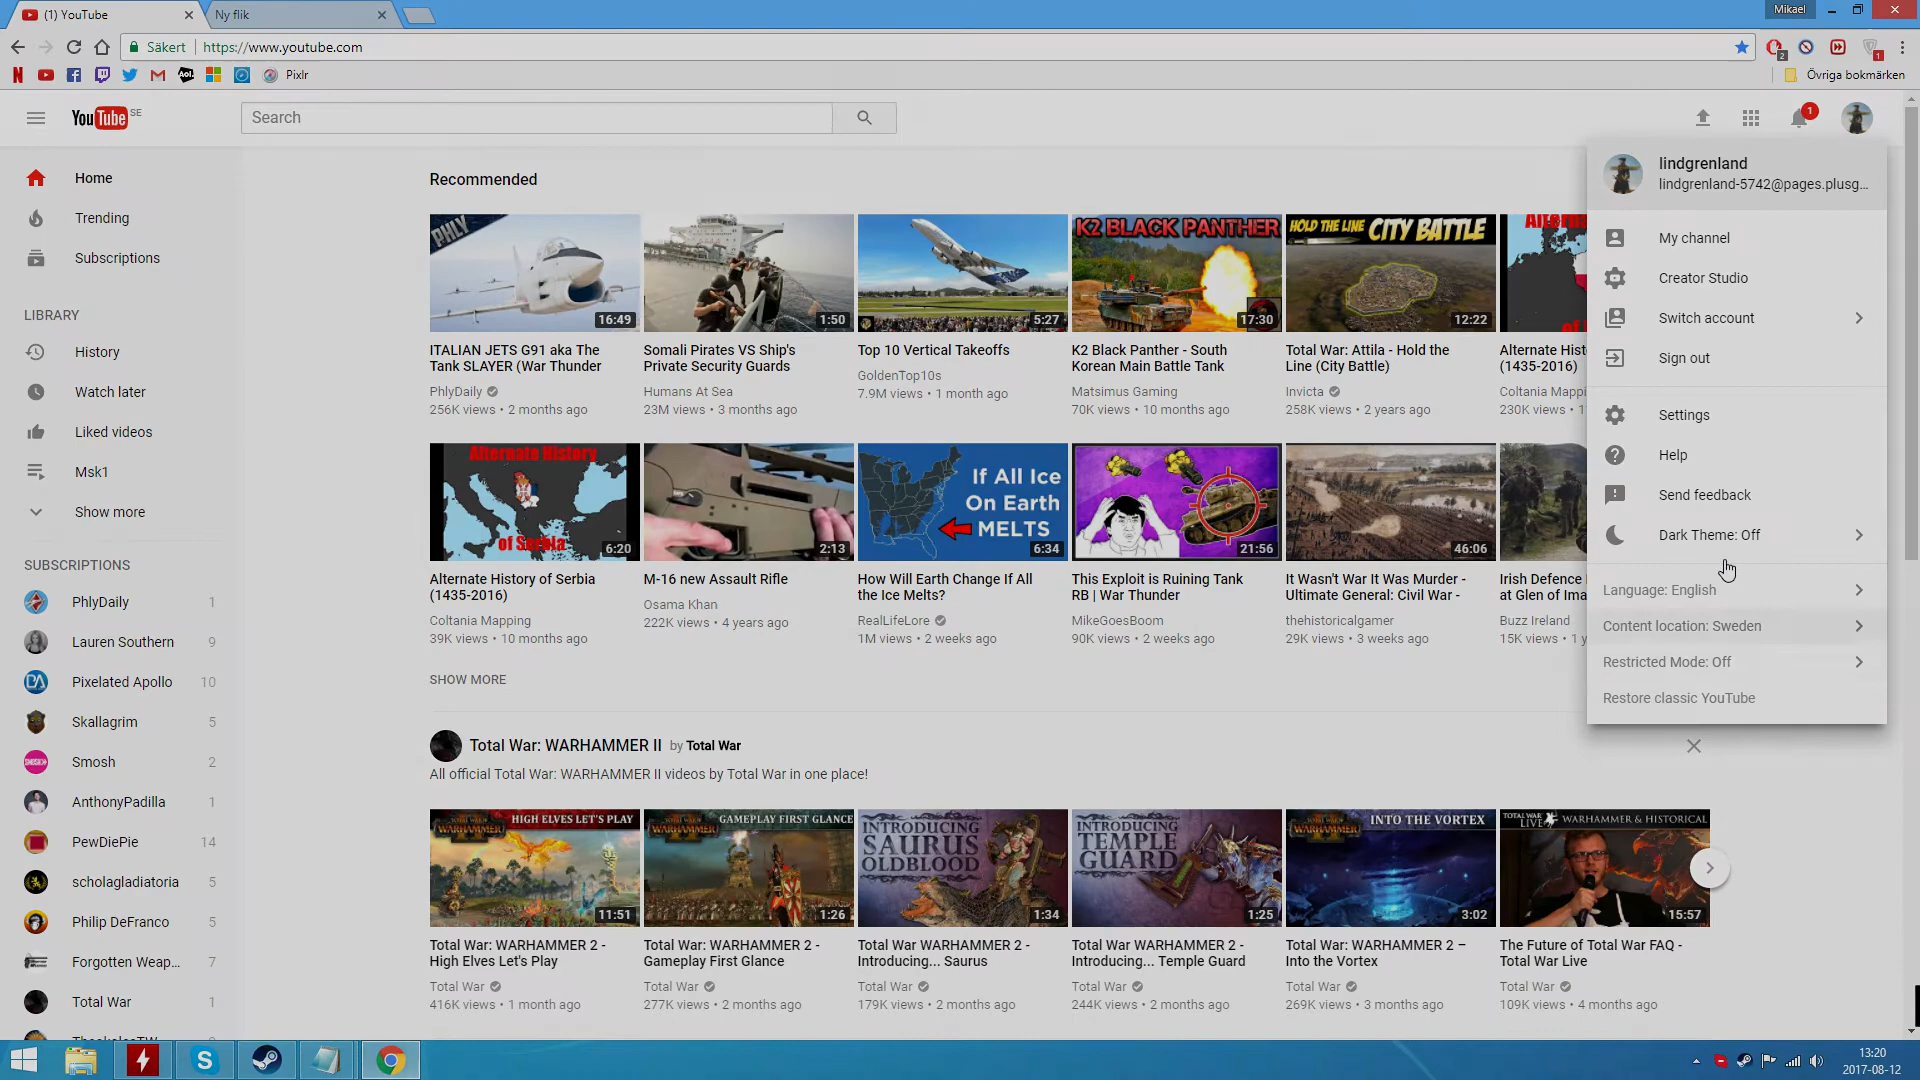 (1) YouTube
Ny flik
Mikael
Säkert
https://www.youtube.com
2
1
Aol.
Pixlr
Övriga bokmärken
YouTube SE
Search
1
Home
Trending
Subscriptions
LIBRARY
History
Watch later
Liked videos
Msk1
Show more
SUBSCRIPTIONS
PhlyDaily 1
Lauren Southern 9
Pixelated Apollo 10
Skallagrim 5
Smosh 2
AnthonyPadilla 1
PewDiePie 14
scholagladiatoria 5
Philip DeFranco 5
Forgotten Weap... 7
Total War 1
Recommended
PHLY
16:49
ITALIAN JETS G91 aka The
Tank SLAYER (War Thunder
PhlyDaily
256K views • 2 months ago
1:50
Somali Pirates VS Ship's
Private Security Guards
Humans At Sea
23M views • 3 months ago
5:27
Top 10 Vertical Takeoffs
GoldenTop10s
7.9M views • 1 month ago
K2 BLACK PANTHER
17:30
K2 Black Panther - South
Korean Main Battle Tank
Matsimus Gaming
70K views • 10 months ago
HOLD THE LINE CITY BATTLE
12:22
Total War: Attila - Hold the
Line (City Battle)
Invicta
258K views • 2 years ago
Alternate Hist
(1435-2016)
Coltania Mappi
230K views • 1
Alternate History
of Serbia
6:20
Alternate History of Serbia
(1435-2016)
Coltania Mapping
39K views • 10 months ago
2:13
M-16 new Assault Rifle
Osama Khan
222K views • 4 years ago
If All Ice
On Earth
MELTS
6:34
How Will Earth Change If All
the Ice Melts?
RealLifeLore
1M views • 2 weeks ago
21:56
This Exploit is Ruining Tank
RB | War Thunder
MikeGoesBoom
90K views • 2 weeks ago
46:06
It Wasn't War It Was Murder -
Ultimate General: Civil War -
thehistoricalgamer
29K views • 3 weeks ago
Irish Defence
at Glen of Ima
Buzz Ireland
15K views • 1 y
SHOW MORE
Total War: WARHAMMER II by Total War
All official Total War: WARHAMMER II videos by Total War in one place!
WARHAMMER
HIGH ELVES LET'S PLAY
11:51
Total War: WARHAMMER 2 -
High Elves Let's Play
Total War
416K views • 1 month ago
WARHAMMER
GAMEPLAY FIRST GLANCE
1:26
Total War: WARHAMMER 2 -
Gameplay First Glance
Total War
277K views • 2 months ago
INTRODUCING
SAURUS
OLDBLOOD
1:34
Total War WARHAMMER 2 -
Introducing... Saurus
Total War
179K views • 2 months ago
INTRODUCING
TEMPLE
GUARD
1:25
Total War WARHAMMER 2 -
Introducing... Temple Guard
Total War
244K views • 2 months ago
WARHAMMER
INTO THE VORTEX
3:02
Total War: WARHAMMER 2 –
Into the Vortex
Total War
269K views • 3 months ago
TOTAL WAR
LIVE
WARHAMMER & HISTORICAL
15:57
The Future of Total War FAQ -
Total War Live
Total War
109K views • 4 months ago
lindgrenland
lindgrenland-5742@pages.plusg...
My channel
Creator Studio
Switch account
Sign out
Settings
Help
Send feedback
Dark Theme: Off
Language: English
Content location: Sweden
Restricted Mode: Off
Restore classic YouTube
13:20
2017-08-12